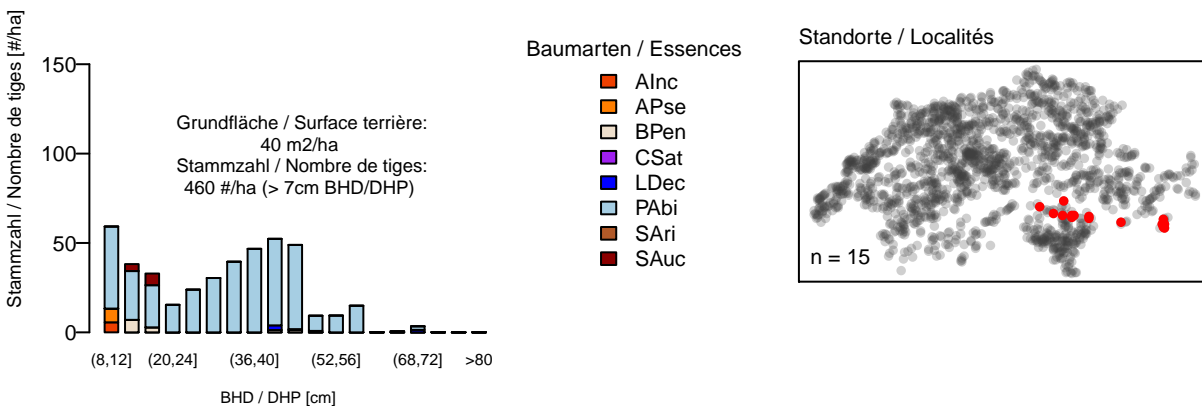 Stammzahl / Nombre de tiges [#/ha]
150
100
50
0
Grundfläche / Surface terrière:
40 m2/ha
Stammzahl / Nombre de tiges:
460 #/ha (> 7cm BHD/DHP)
(8,12]
(20,24]
(36,40]
(52,56]
(68,72]
>80
BHD / DHP [cm]
Baumarten / Essences
AInc
APse
BPen
CSat
LDec
PAbi
SAri
SAuc
Standorte / Localités
n = 15